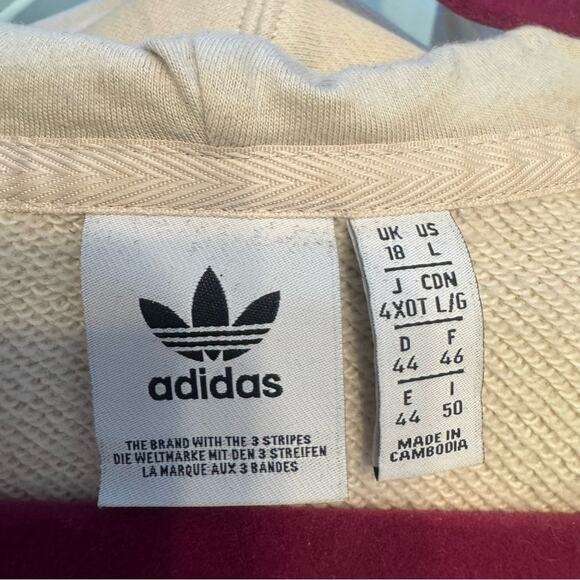 adidas
THE BRAND WITH THE 3 STRIPES
DIE WELTMARKE MIT DEN 3 STREIFEN
LA MARQUE AUX 3 BANDES
UK US
18 L
J CDN
4XOT L/G
D F
44 46
E I
44 50
MADE IN
CAMBODIA